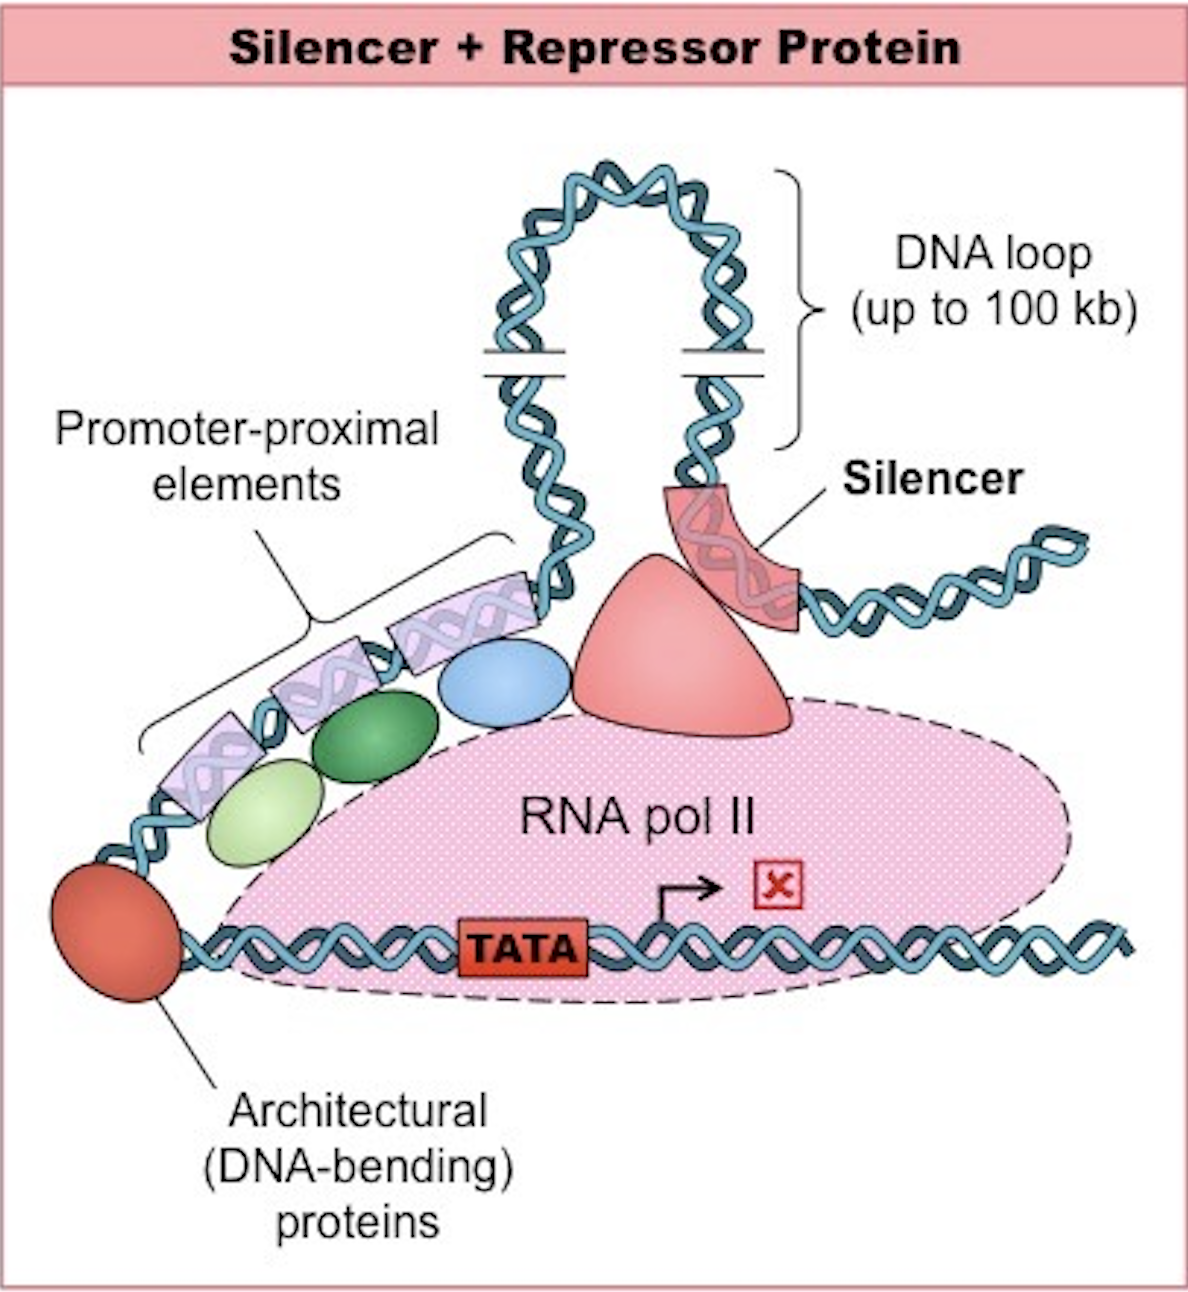 Silencer + Repressor Protein
DNA loop
(up to 100 kb)
Promoter-proximal
elements
Silencer
RNA pol II
TATA
Architectural
(DNA-bending)
proteins